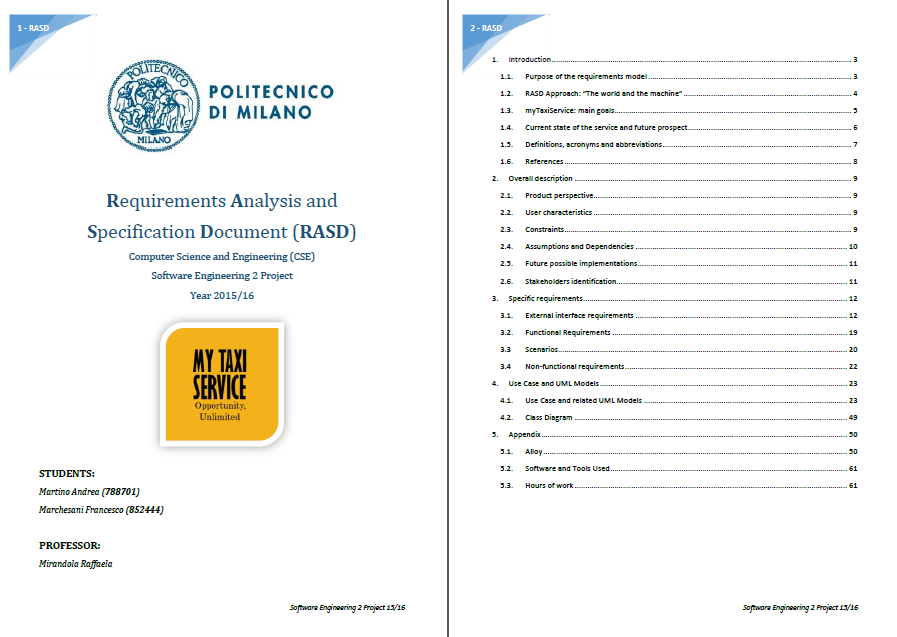 1 - RASD
POLITECNICO
MILANO
POLITECNICO
DI MILANO
Requirements Analysis and
Specification Document (RASD)
Computer Science and Engineering (CSE)
Software Engineering 2 Project
Year 2015/16
MY TAXI
SERVICE
Opportunity,
Unlimited
STUDENTS:
Martino Andrea (788701)
Marchesani Francesco (852444)
PROFESSOR:
Mirandola Raffaela
Software Engineering 2 Project 15/16
2 - RASD
1. Introduction 3
1.1. Purpose of the requirements model 3
1.2. RASD Approach: “The world and the machine” 4
1.3. myTaxiService: main goals 5
1.4. Current state of the service and future prospect 6
1.5. Definitions, acronyms and abbreviations 7
1.6. References 8
2. Overall description 9
2.1. Product perspective 9
2.2. User characteristics 9
2.3. Constraints 9
2.4. Assumptions and Dependencies 10
2.5. Future possible implementations 11
2.6. Stakeholders identification 11
3. Specific requirements 12
3.1. External interface requirements 12
3.2. Functional Requirements 19
3.3 Scenarios 20
3.4 Non-functional requirements 22
4. Use Case and UML Models 23
4.1. Use Case and related UML Models 23
4.2. Class Diagram 49
5. Appendix 50
5.1. Alloy 50
5.2. Software and Tools Used 61
5.3. Hours of work 61
Software Engineering 2 Project 15/16